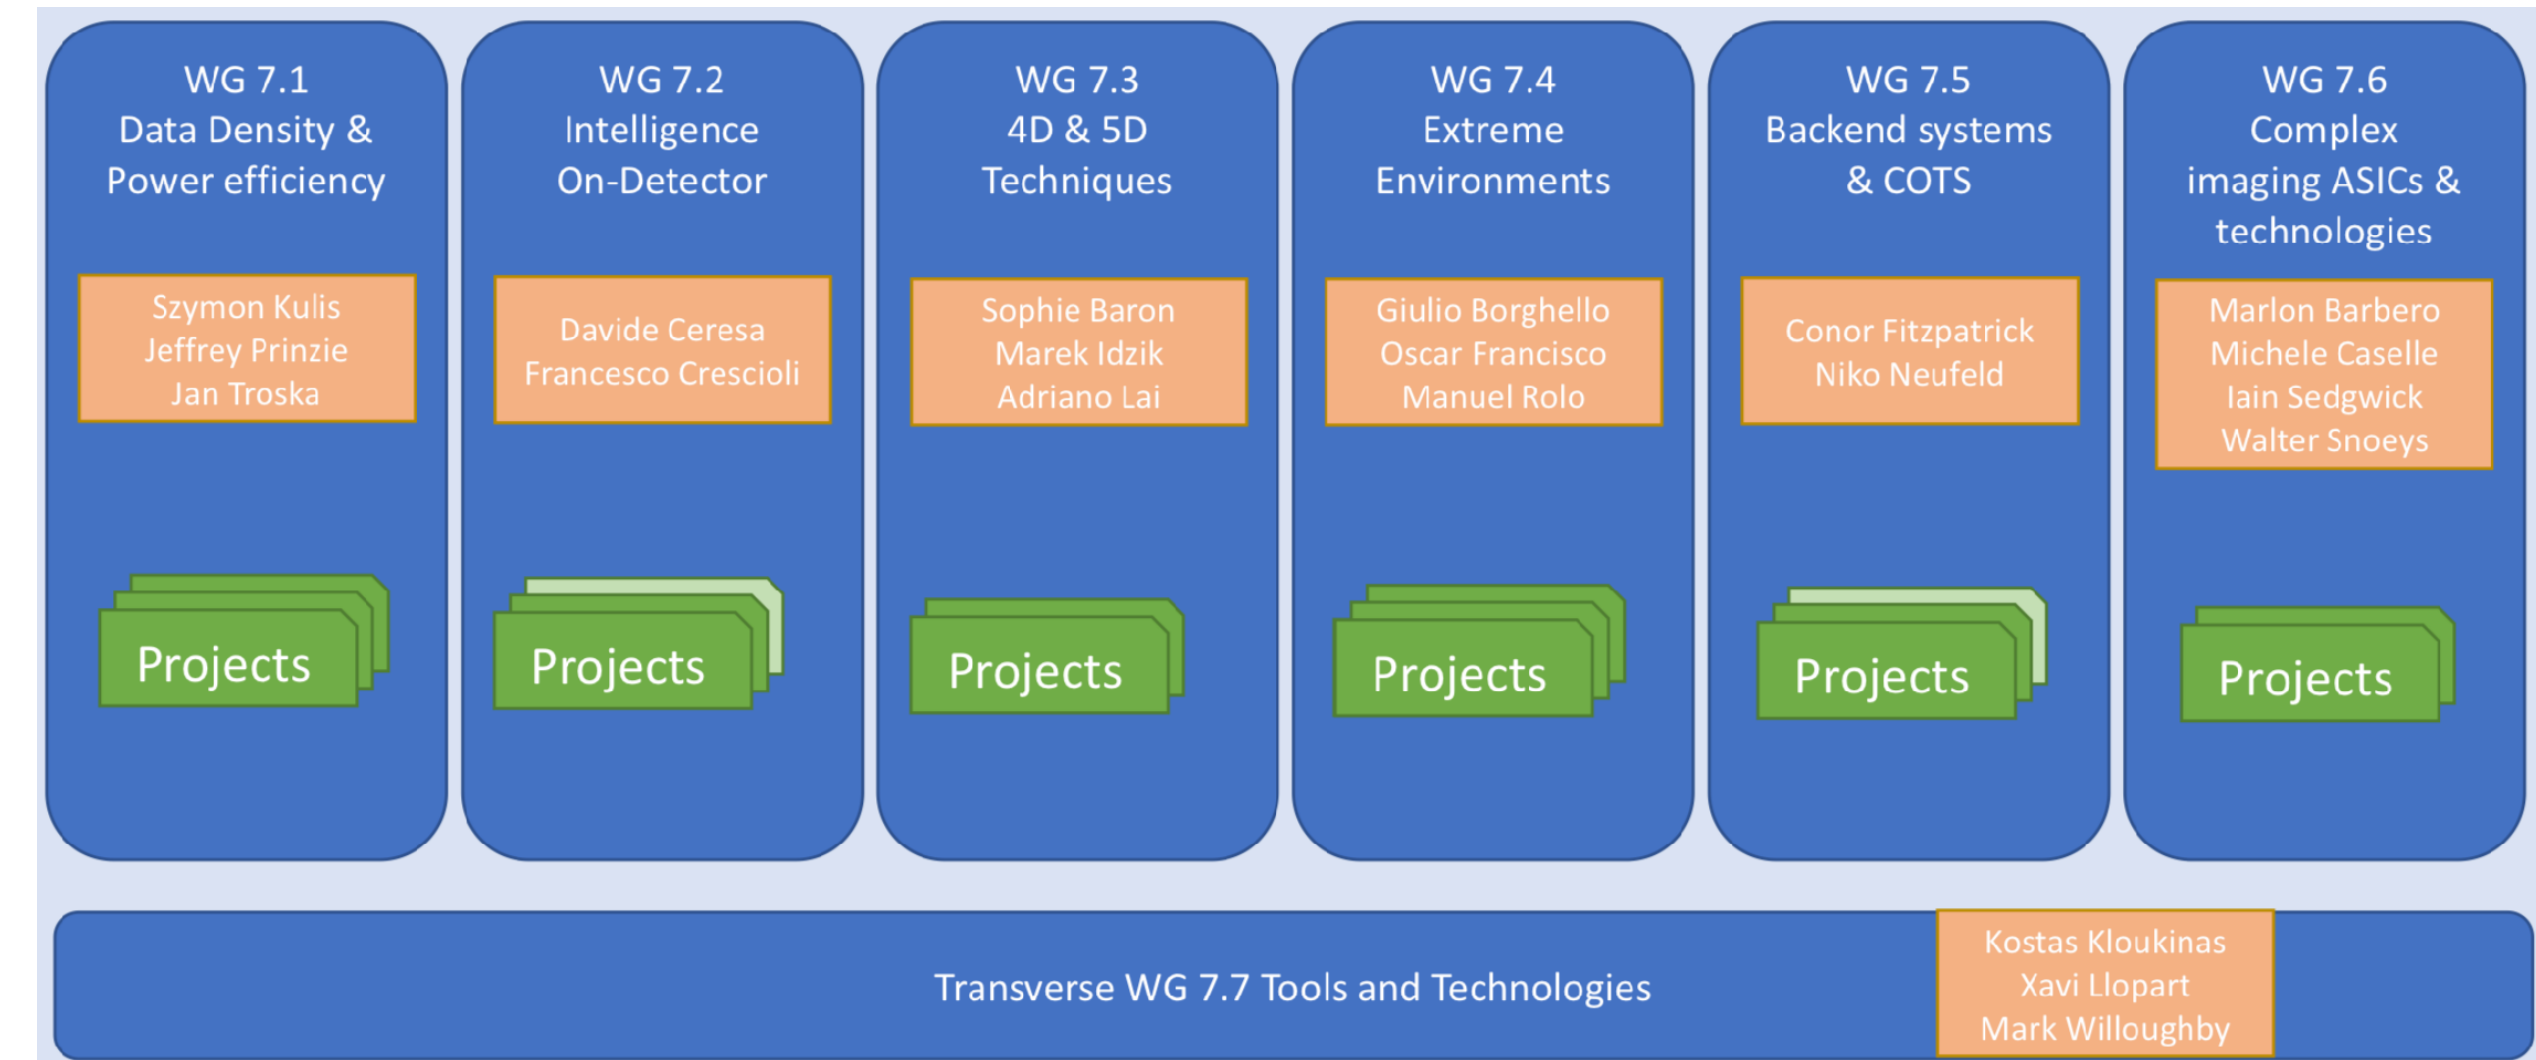 WG 7.1
Data Density &
Power efficiency
Szymon Kulis
Jeffrey Prinzie
Jan Troska
Projects
WG 7.2
Intelligence
On-Detector
Davide Ceresa
Francesco Crescioli
Projects
WG 7.3
4D & 5D
Techniques
Sophie Baron
Marek Idzik
Adriano Lai
Projects
WG 7.4
Extreme
Environments
Giulio Borghello
Oscar Francisco
Manuel Rolo
Projects
WG 7.5
Backend systems
& COTS
Conor Fitzpatrick
Niko Neufeld
Projects
WG 7.6
Complex
imaging ASICs &
technologies
Marlon Barbero
Michele Caselle
Iain Sedgwick
Walter Snoeys
Projects
Transverse WG 7.7 Tools and Technologies
Kostas Kloukinas
Xavi Llopart
Mark Willoughby